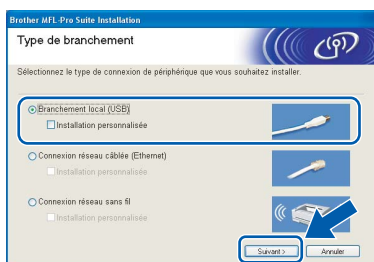 Brother MFL-Pro Suite Installation
Type de branchement
Sélectionnez le type de connexion de périphérique que vous souhaitez installer.
Branchement local (USB)
Installation personnalisée
Connexion réseau câblée (Ethernet)
Installation personnalisée
Connexion réseau sans fil
Installation personnalisée
Suivant > Annuler